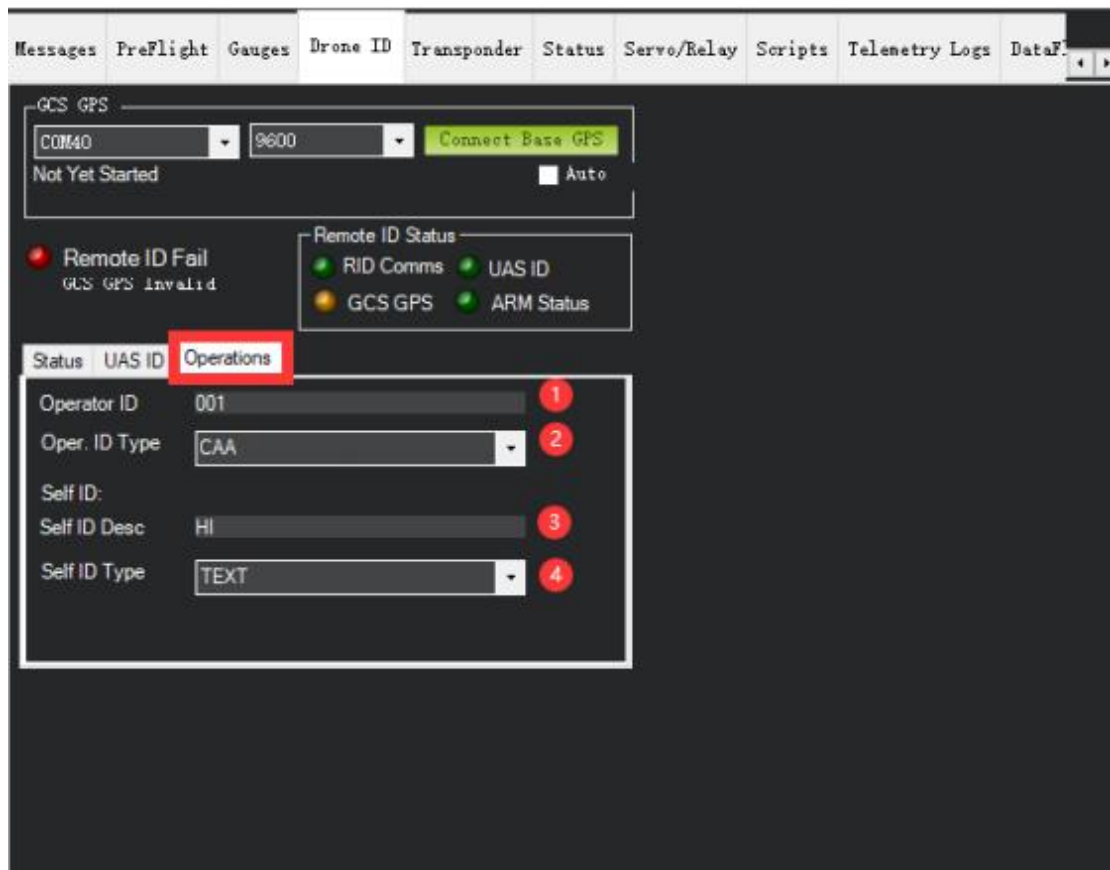 Messages PreFlight Gauges Drone ID Transponder Status Servo/Relay Scripts Telemetry Logs DataFl
GCS GPS
COM40 9600 Connect Base GPS
Not Yet Started Auto
Remote ID Status
Remote ID Fail RID Comms UAS ID
GCS GPS Invalid
GCS GPS ARM Status
Status UAS ID Operations
Operator ID 001 1
Oper. ID Type CAA 2
Self ID:
Self ID Desc HI 3
Self ID Type TEXT 4